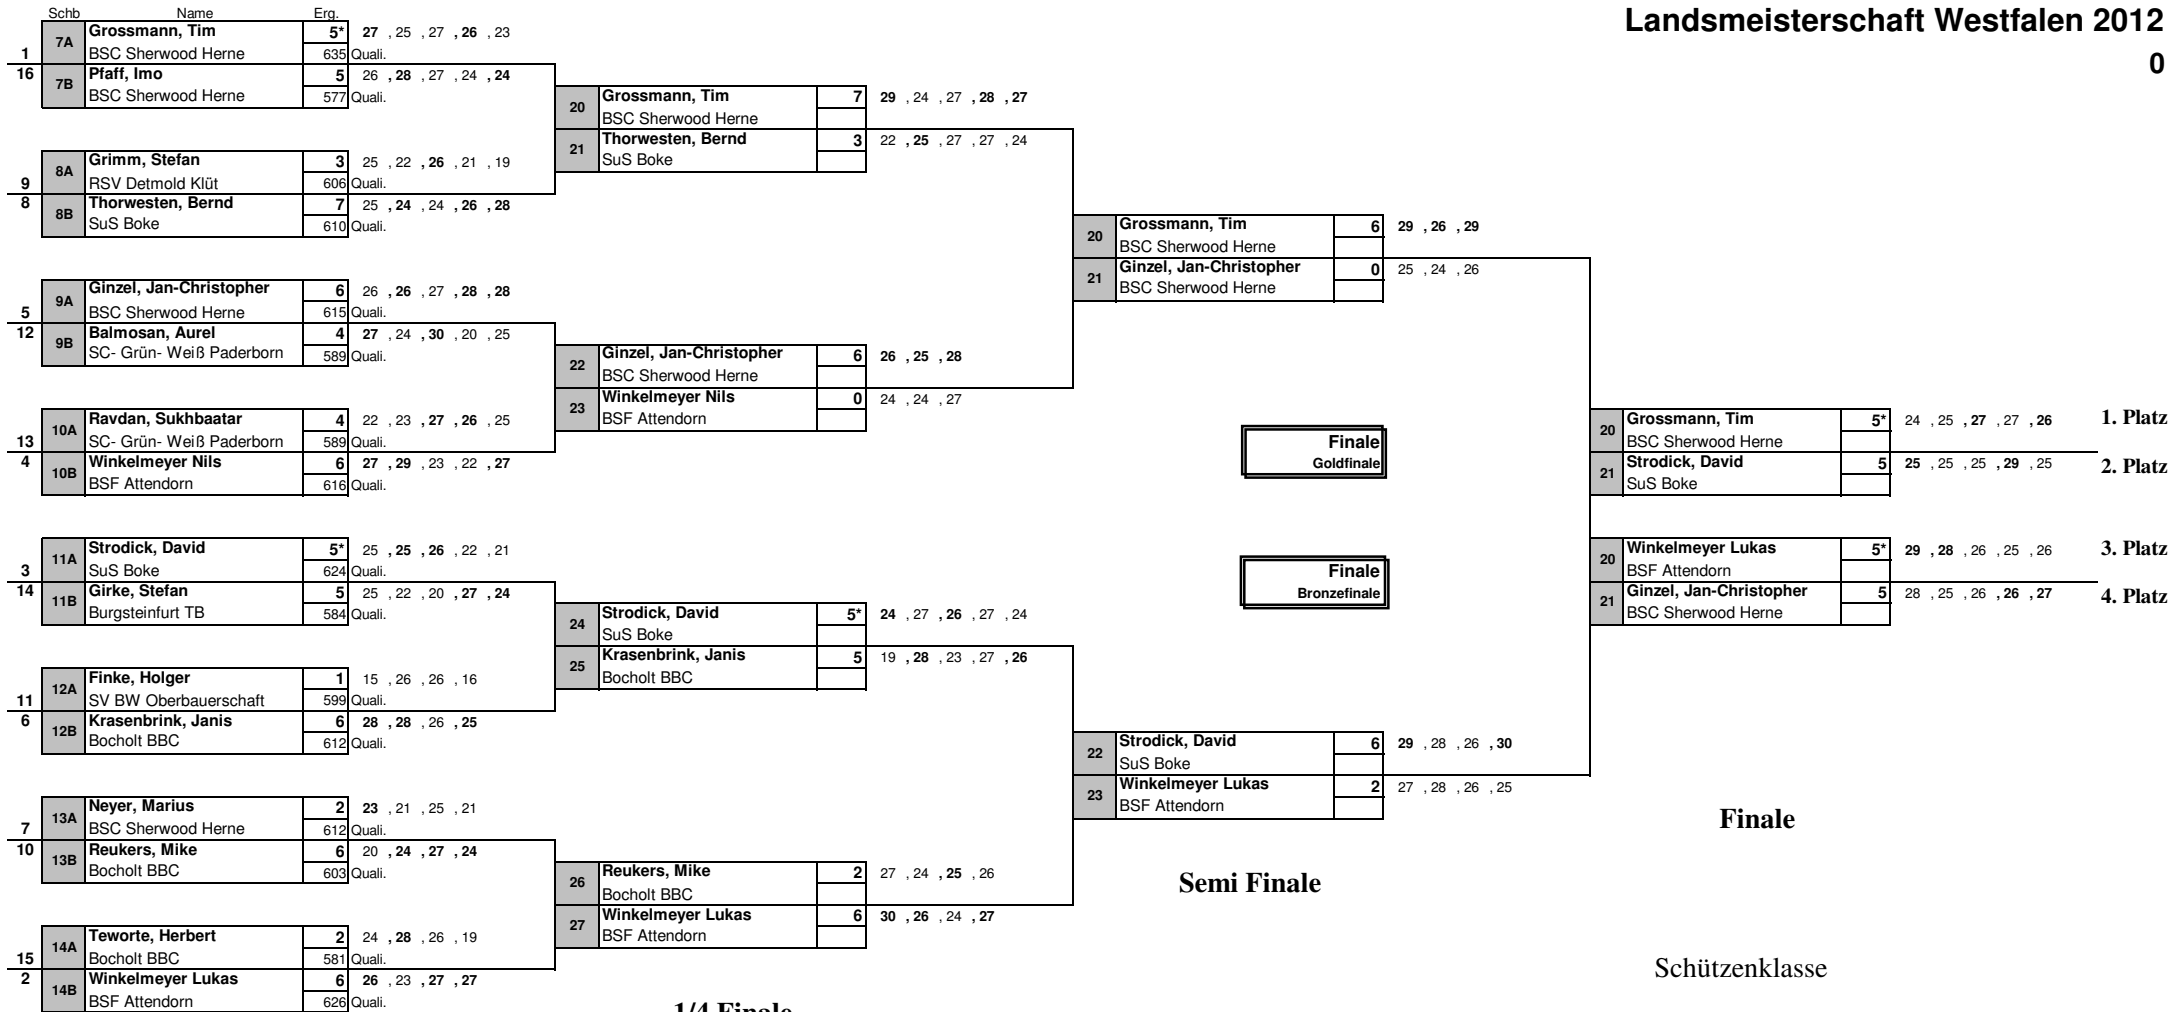 Landsmeisterschaft Westfalen 2012
0
Schb Name Erg.
7A Grossmann, Tim 5* 27 , 25 , 27 , 26 , 23
1 BSC Sherwood Herne 635 Quali.
16 7B Pfaff, Imo 5 26 , 28 , 27 , 24 , 24
BSC Sherwood Herne 577 Quali.
8A Grimm, Stefan 3 25 , 22 , 26 , 21 , 19
9 RSV Detmold Klüt 606 Quali.
8 8B Thorwesten, Bernd 7 25 , 24 , 24 , 26 , 28
SuS Boke 610 Quali.
9A Ginzel, Jan-Christopher 6 26 , 26 , 27 , 28 , 28
5 BSC Sherwood Herne 615 Quali.
12 9B Balmosan, Aurel 4 27 , 24 , 30 , 20 , 25
SC- Grün- Weiß Paderborn 589 Quali.
10A Ravdan, Sukhbaatar 4 22 , 23 , 27 , 26 , 25
13 SC- Grün- Weiß Paderborn 589 Quali.
4 10B Winkelmeyer Nils 6 27 , 29 , 23 , 22 , 27
BSF Attendorn 616 Quali.
11A Strodick, David 5* 25 , 25 , 26 , 22 , 21
3 SuS Boke 624 Quali.
14 11B Girke, Stefan 5 25 , 22 , 20 , 27 , 24
Burgsteinfurt TB 584 Quali.
12A Finke, Holger 1 15 , 26 , 26 , 16
11 SV BW Oberbauerschaft 599 Quali.
6 12B Krasenbrink, Janis 6 28 , 28 , 26 , 25
Bocholt BBC 612 Quali.
13A Neyer, Marius 2 23 , 21 , 25 , 21
7 BSC Sherwood Herne 612 Quali.
10 13B Reukers, Mike 6 20 , 24 , 27 , 24
Bocholt BBC 603 Quali.
14A Teworte, Herbert 2 24 , 28 , 26 , 19
15 Bocholt BBC 581 Quali.
2 14B Winkelmeyer Lukas 6 26 , 23 , 27 , 27
BSF Attendorn 626 Quali.
20 Grossmann, Tim 7 29 , 24 , 27 , 28 , 27
BSC Sherwood Herne
21 Thorwesten, Bernd 3 22 , 25 , 27 , 27 , 24
SuS Boke
22 Ginzel, Jan-Christopher 6 26 , 25 , 28
BSC Sherwood Herne
23 Winkelmeyer Nils 0 24 , 24 , 27
BSF Attendorn
24 Strodick, David 5* 24 , 27 , 26 , 27 , 24
SuS Boke
25 Krasenbrink, Janis 5 19 , 28 , 23 , 27 , 26
Bocholt BBC
26 Reukers, Mike 2 27 , 24 , 25 , 26
Bocholt BBC
27 Winkelmeyer Lukas 6 30 , 26 , 24 , 27
BSF Attendorn
1/4 Finale
20 Grossmann, Tim 6 29 , 26 , 29
BSC Sherwood Herne
21 Ginzel, Jan-Christopher 0 25 , 24 , 26
BSC Sherwood Herne
Finale
Goldfinale
Finale
Bronzefinale
22 Strodick, David 6 29 , 28 , 26 , 30
SuS Boke
23 Winkelmeyer Lukas 2 27 , 28 , 26 , 25
BSF Attendorn
Semi Finale
20 Grossmann, Tim 5* 24 , 25 , 27 , 27 , 26 1. Platz
BSC Sherwood Herne
21 Strodick, David 5 25 , 25 , 25 , 29 , 25 2. Platz
SuS Boke
20 Winkelmeyer Lukas 5* 29 , 28 , 26 , 25 , 26 3. Platz
BSF Attendorn
21 Ginzel, Jan-Christopher 5 28 , 25 , 26 , 26 , 27 4. Platz
BSC Sherwood Herne
Finale
Schützenklasse